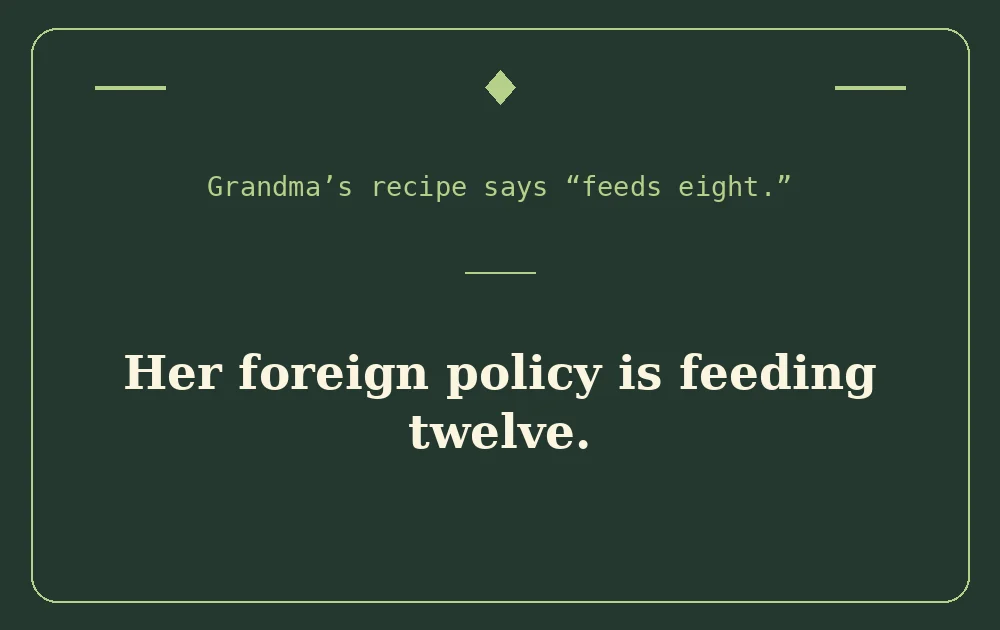 Grandma’s recipe says “feeds eight.”
Her foreign policy is feeding
twelve.